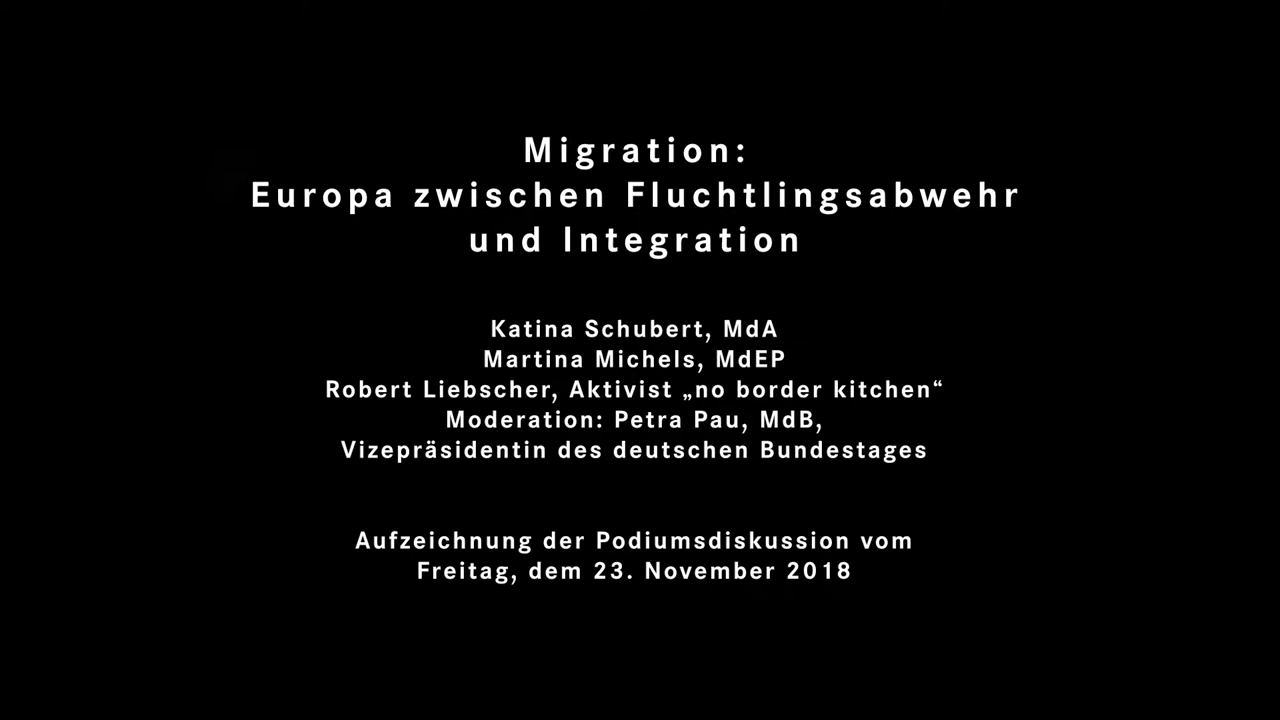 Migration:
Europa zwischen Fluchtlingsabwehr
und Integration
Katina Schubert, MdA
Martina Michels, MdEP
Robert Liebscher, Aktivist „no border kitchen“
Moderation: Petra Pau, MdB,
Vizepräsidentin des deutschen Bundestages
Aufzeichnung der Podiumsdiskussion vom
Freitag, dem 23. November 2018